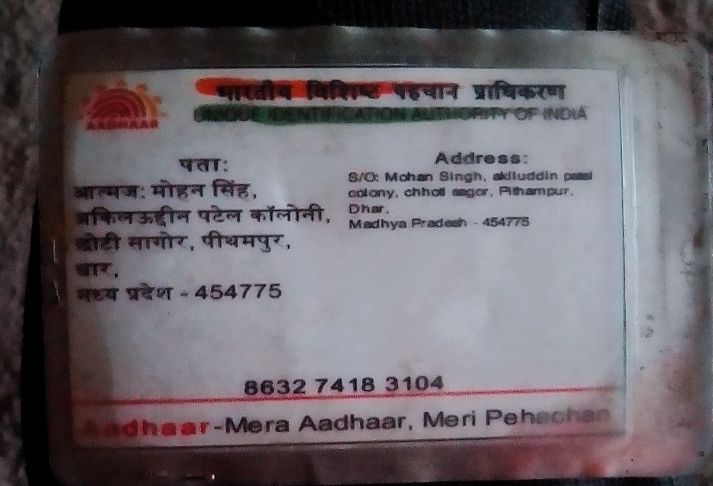 भारतीय विशिष्ट पहचान प्राधिकरण
AADHAAR
UNIQUE IDENTIFICATION AUTHORITY OF INDIA
पता:
आत्मज: मोहन सिंह,
अकिलऊद्दीन पटेल कॉलोनी,
छोटी सागोर, पीथमपुर,
धार,
मध्य प्रदेश - 454775
Address:
S/O: Mohan Singh, akiluddin patel
colony, chhoti sagor, Pithampur,
Dhar,
Madhya Pradesh - 454775
8632 7418 3104
Aadhaar-Mera Aadhaar, Meri Pehachan